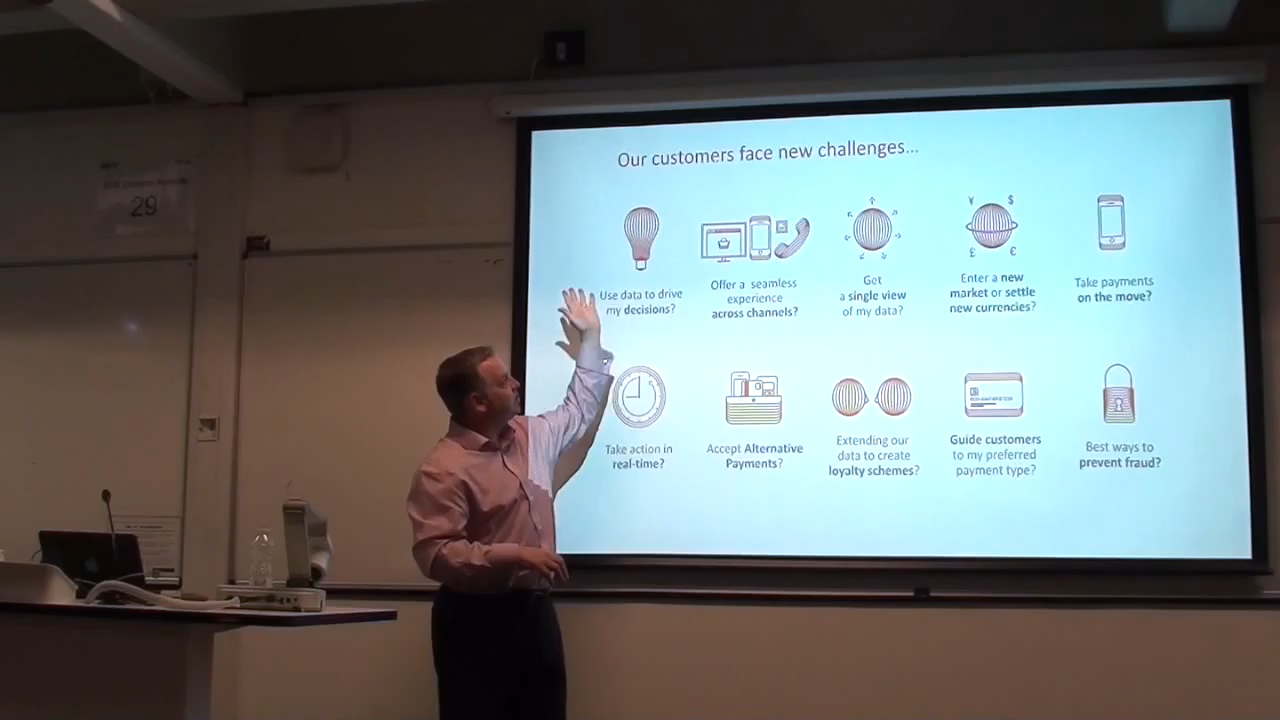 Our customers face new challenges...
¥ $
£ €
Use data to drive
my decisions?
Offer a seamless
experience
across channels?
Get
a single view
of my data?
Enter a new
market or settle
new currencies?
Take payments
on the move?
Take action in
real-time?
Accept Alternative
Payments?
Extending our
data to create
loyalty schemes?
Guide customers
to my preferred
payment type?
Best ways to
prevent fraud?
29